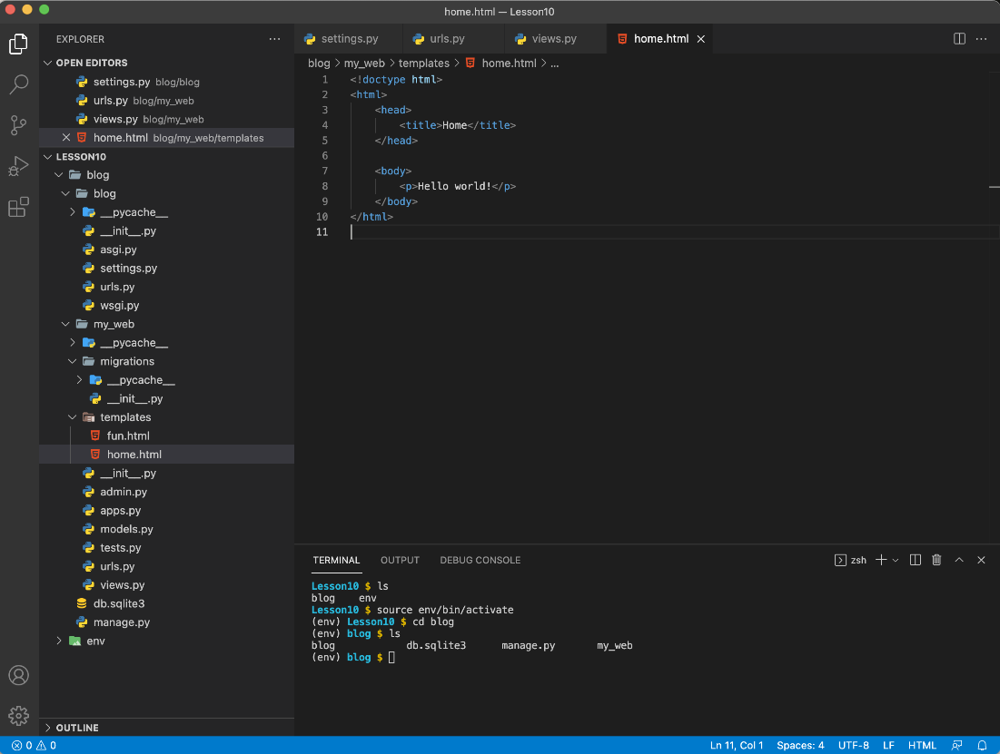 home.html — Lesson10
EXPLORER
settings.py
urls.py
views.py
home.html
OPEN EDITORS
settings.py blog/blog
urls.py blog/my_web
views.py blog/my_web
home.html blog/my_web/templates
LESSON10
blog
blog
__pycache__
__init__.py
asgi.py
settings.py
urls.py
wsgi.py
my_web
__pycache__
migrations
__pycache__
__init__.py
templates
fun.html
home.html
__init__.py
admin.py
apps.py
models.py
tests.py
urls.py
views.py
db.sqlite3
manage.py
env
OUTLINE
blog > my_web > templates > home.html > ...
1 <!doctype html>
2 <html>
3 <head>
4 <title>Home</title>
5 </head>
6
7 <body>
8 <p>Hello world!</p>
9 </body>
10 </html>
11
TERMINAL OUTPUT DEBUG CONSOLE zsh
Lesson10 $ ls
blog env
Lesson10 $ source env/bin/activate
(env) Lesson10 $ cd blog
(env) blog $ ls
blog db.sqlite3 manage.py my_web
(env) blog $
0 0 Ln 11, Col 1 Spaces: 4 UTF-8 LF HTML